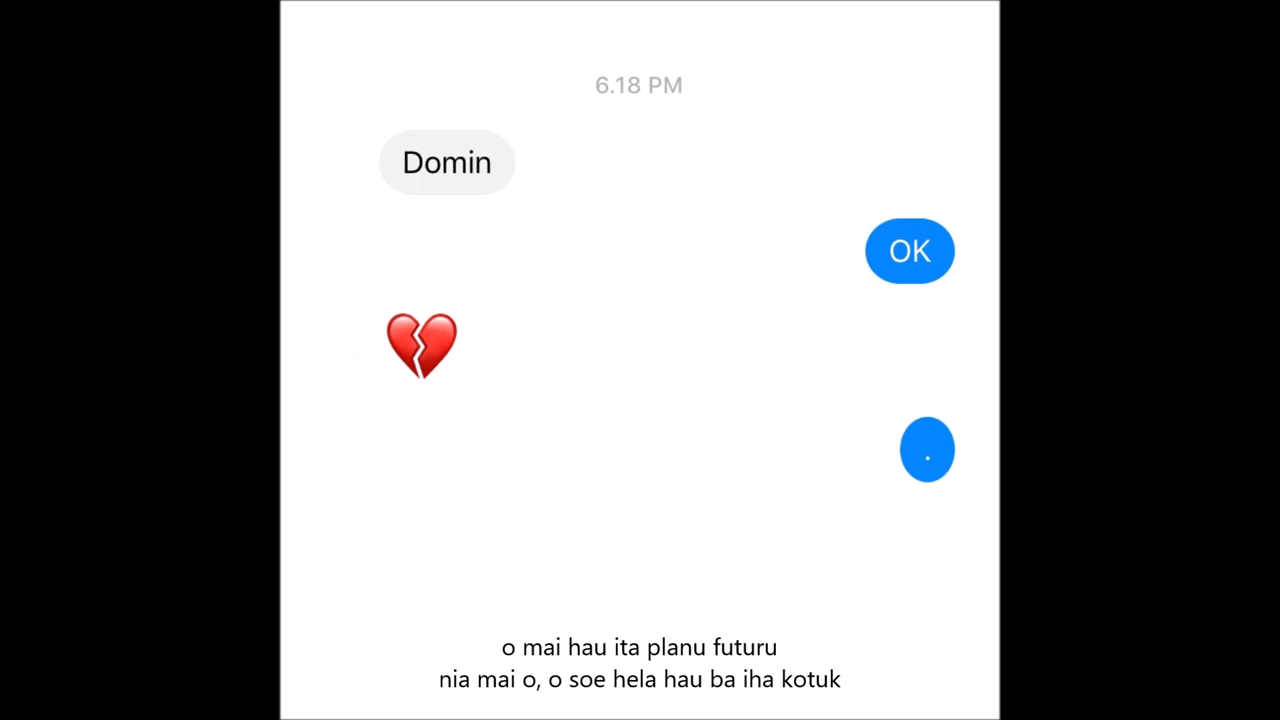 6.18 PM
Domin
OK
💔
.
o mai hau ita planu futuru
nia mai o, o soe hela hau ba iha kotuk